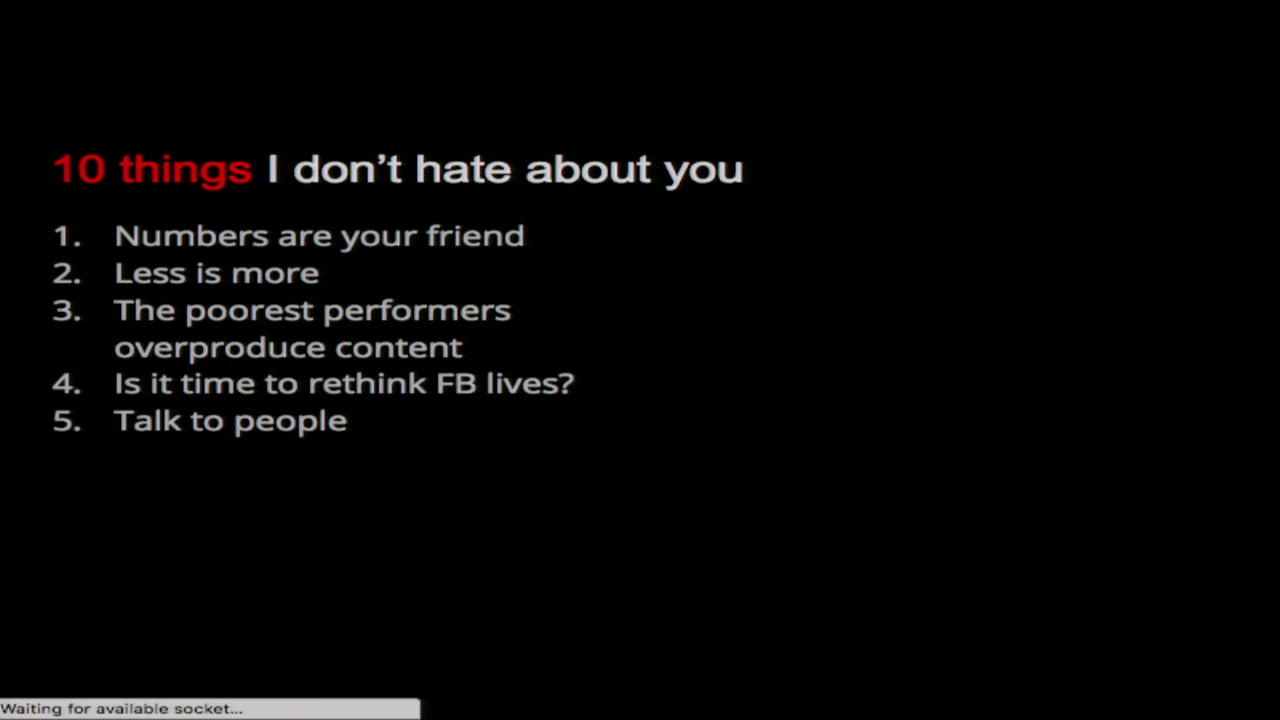 10 things I don't hate about you
1. Numbers are your friend
2. Less is more
3. The poorest performers
overproduce content
4. Is it time to rethink FB lives?
5. Talk to people
Waiting for available socket...